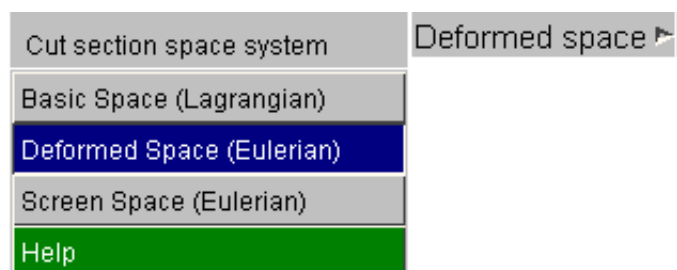 Cut section space system
Deformed space
Basic Space (Lagrangian)
Deformed Space (Eulerian)
Screen Space (Eulerian)
Help